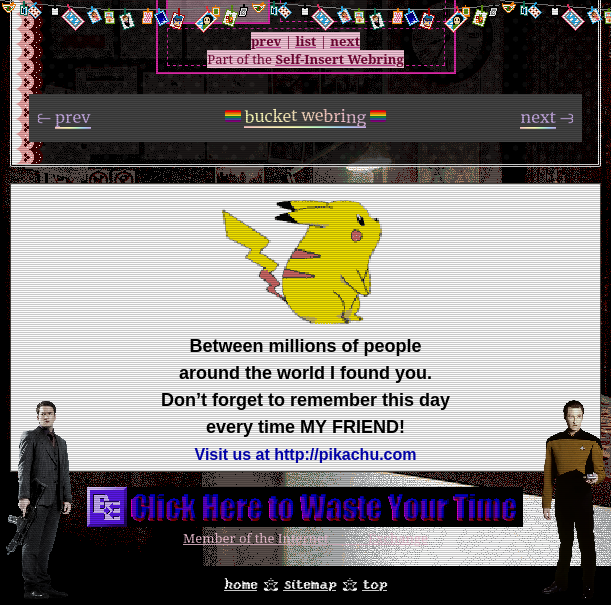 prev | list | next
Part of the Self-Insert Webring
← prev
bucket webring
next →
Between millions of people
around the world I found you.
Don’t forget to remember this day
every time MY FRIEND!
Visit us at http://pikachu.com
Click Here to Waste Your Time
Member of the
home ☆ sitemap ☆ top